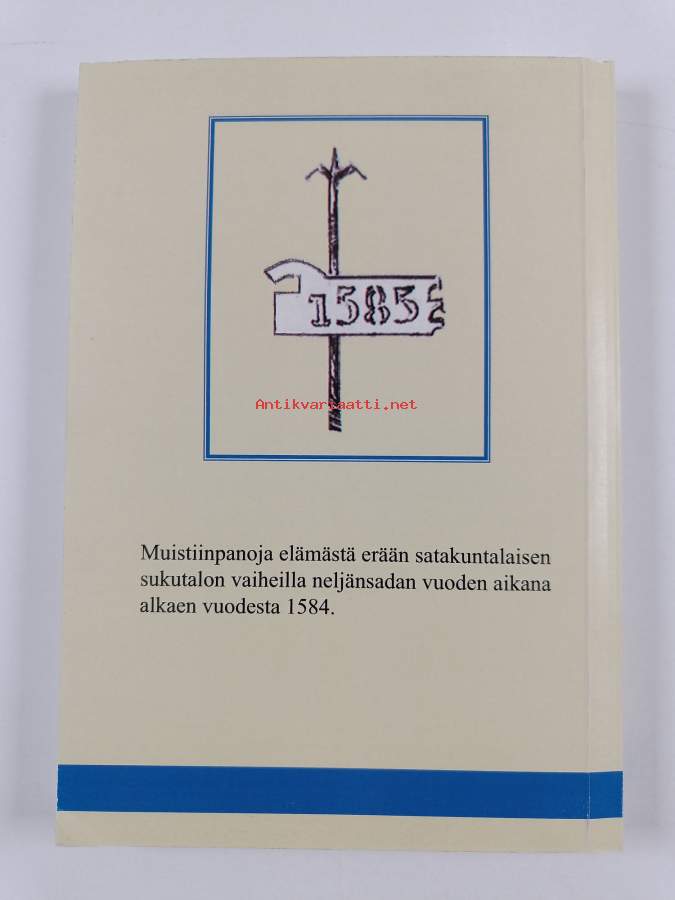 1585
Antikvariaatti.net
Muistiinpanoja elämästä erään satakuntalaisen
sukutalon vaiheilla neljänsadan vuoden aikana
alkaen vuodesta 1584.